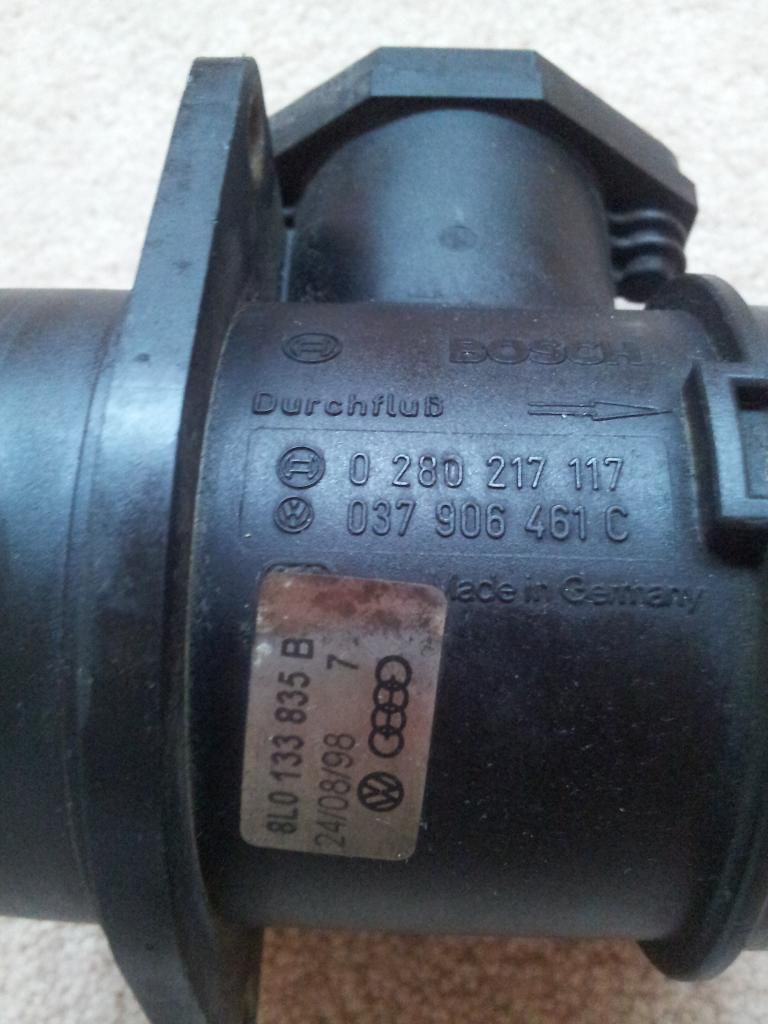 BOSCH
Durchfluß
0 280 217 117
037 906 461 C
Made in Germany
8L0 133 835 B
24/08/98 7